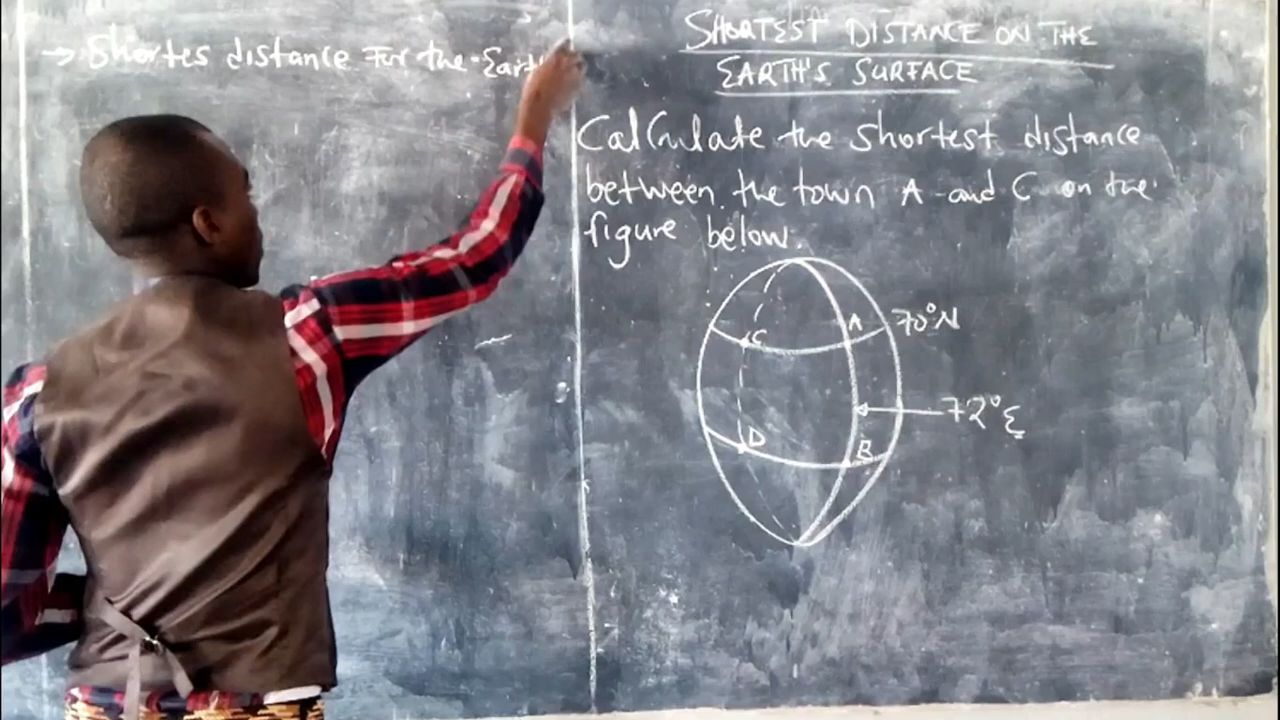 → Shortes distance For the Eart
SHORTEST DISTANCE ON THE
EARTH'S SURFACE
Calculate the shortest distance
between the town A and C on the
figure below.
A 70°N
C
72°E
D
B